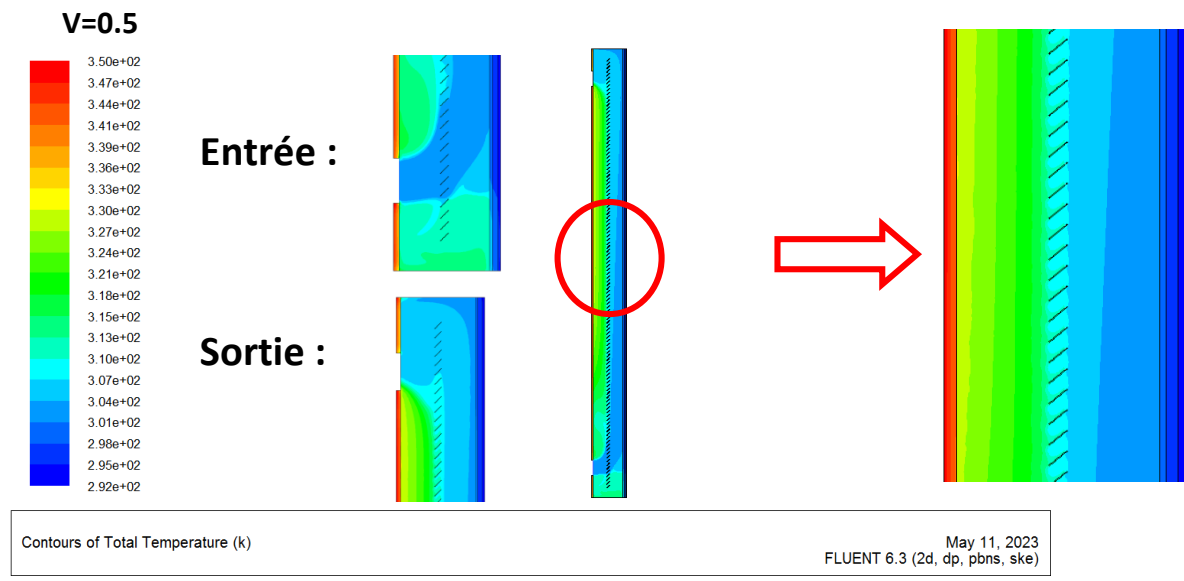 V=0.5
3.50e+02
3.47e+02
3.44e+02
3.41e+02
3.39e+02
3.36e+02
3.33e+02
3.30e+02
3.27e+02
3.24e+02
3.21e+02
3.18e+02
3.15e+02
3.13e+02
3.10e+02
3.07e+02
3.04e+02
3.01e+02
2.98e+02
2.95e+02
2.92e+02
Entrée :
Sortie :
Contours of Total Temperature (k)
May 11, 2023
FLUENT 6.3 (2d, dp, pbns, ske)